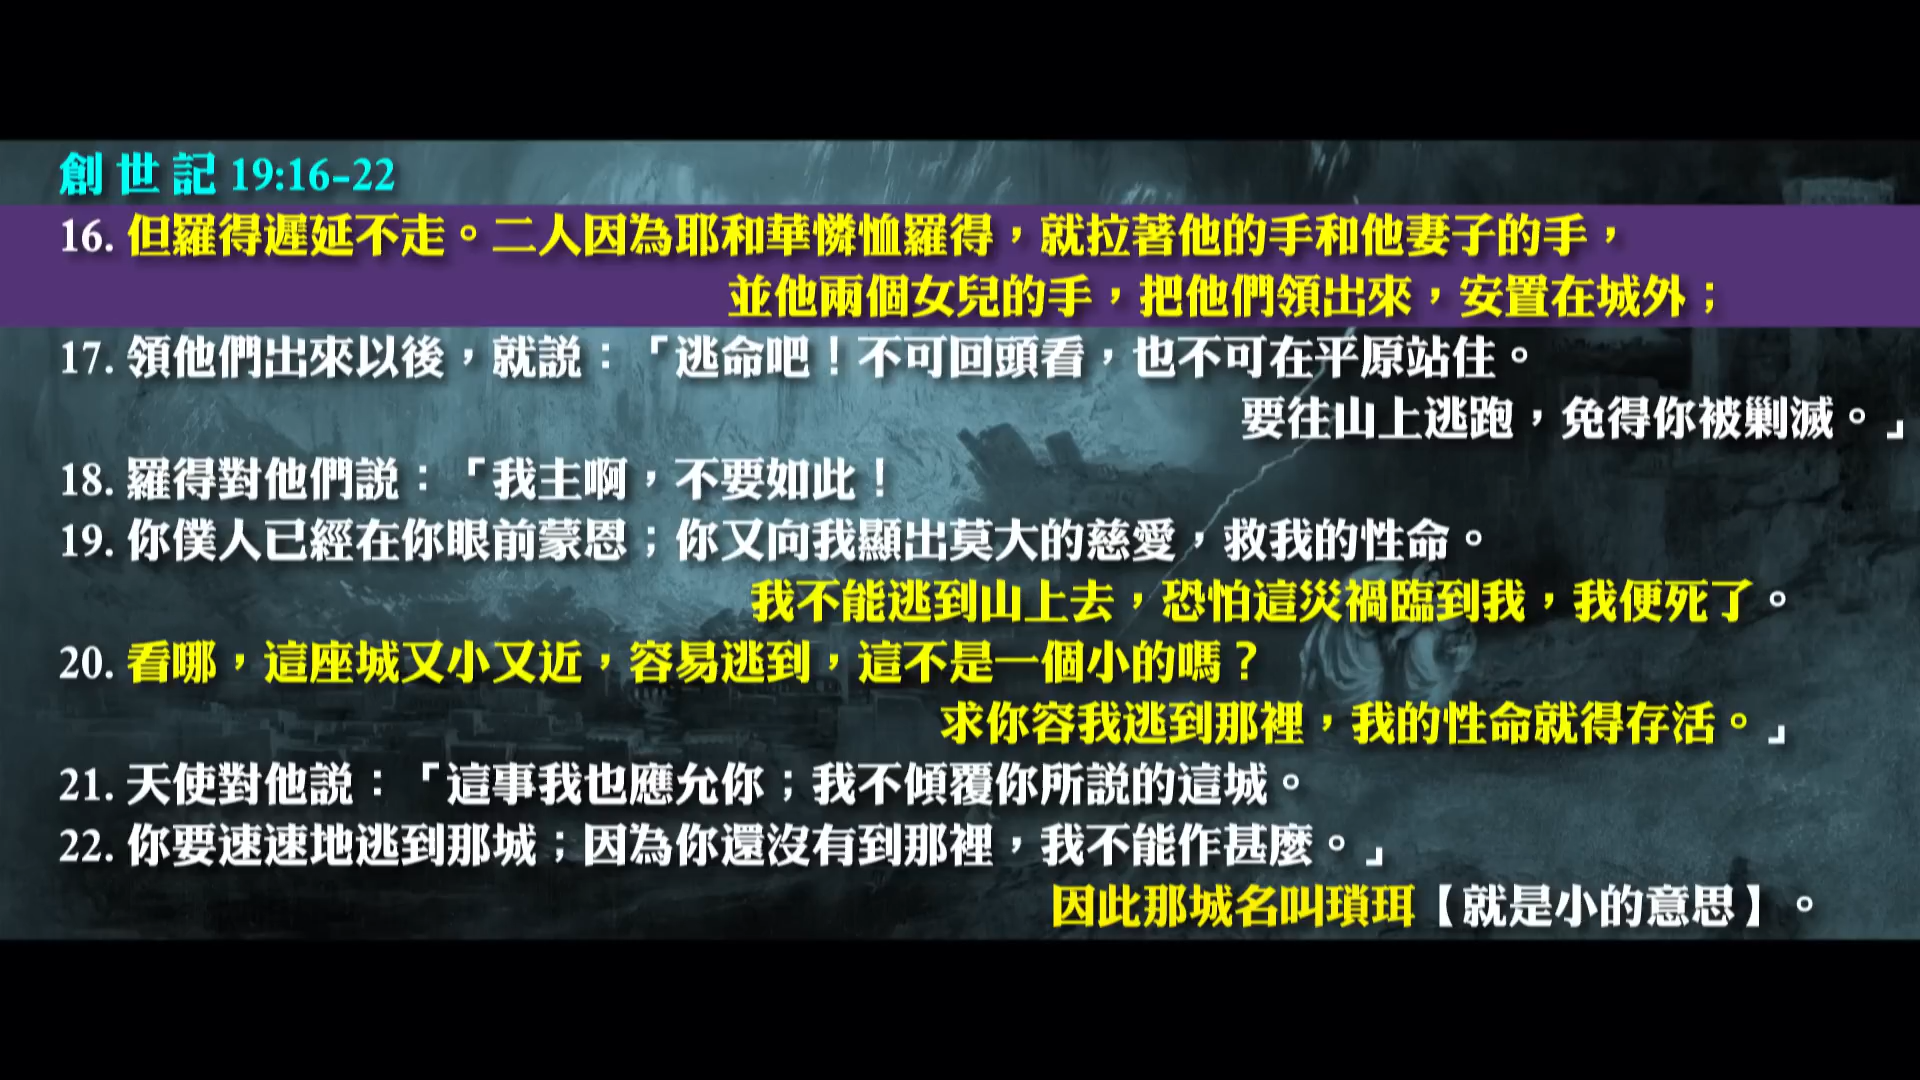 創世記19:16-22
16. 但羅得遲延不走。二人因為耶和華憐恤羅得，就拉著他的手和他妻子的手，
並他兩個女兒的手，把他們領出來，安置在城外；
17. 領他們出來以後，就説：「逃命吧！不可回頭看，也不可在平原站住。
要往山上逃跑，免得你被剿滅。」
18. 羅得對他們説：「我主啊，不要如此！
19. 你僕人已經在你眼前蒙恩；你又向我顯出莫大的慈愛，救我的性命。
我不能逃到山上去，恐怕這災禍臨到我，我便死了。
20. 看哪，這座城又小又近，容易逃到，這不是一個小的嗎？
求你容我逃到那裡，我的性命就得存活。」
21. 天使對他説：「這事我也應允你；我不傾覆你所説的這城。
22. 你要速速地逃到那城；因為你還沒有到那裡，我不能作甚麼。」
因此那城名叫瑣珥【就是小的意思】。